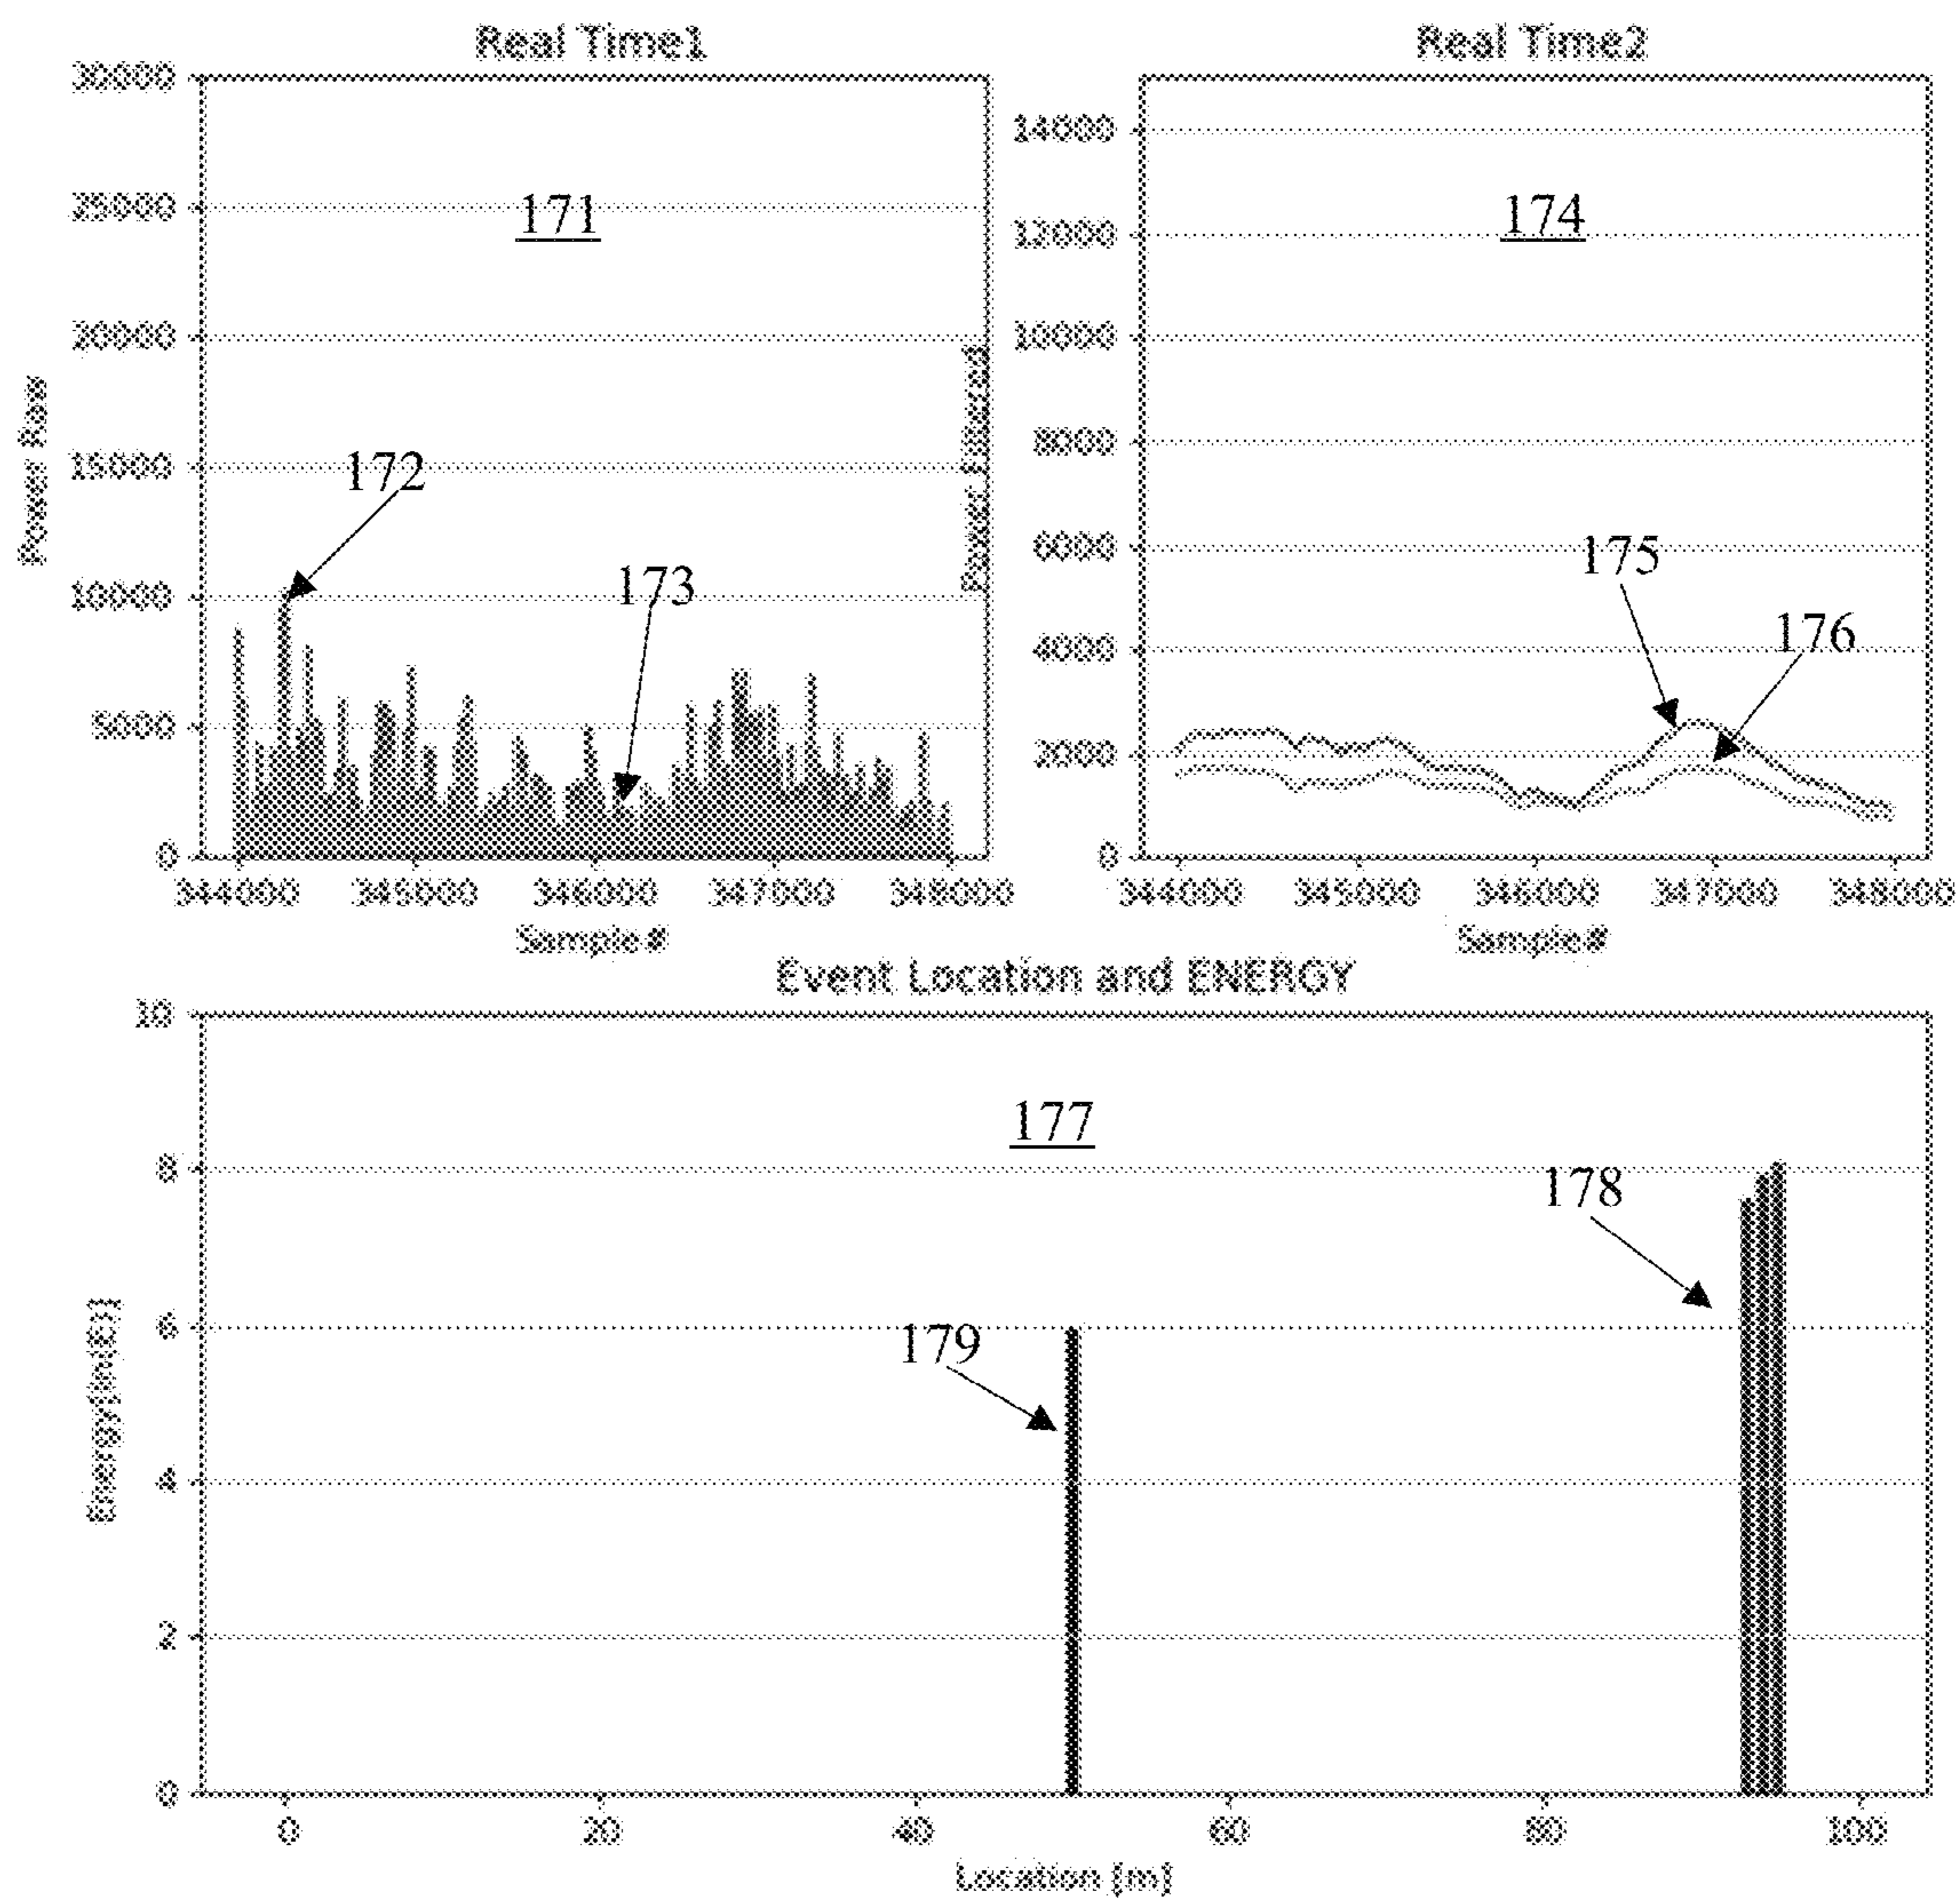 Real Time1
30000
25000
20000
15000
10000
5000
0
Power Raw
171
172
173
344000 345000 346000 347000 348000
Sample#
Real Time2
14000
12000
10000
8000
6000
4000
2000
0
Power
174
175
176
344000 345000 346000 347000 348000
Sample#
Event Location and ENERGY
10
8
6
4
2
0
177
178
179
0 20 40 60 80 100
Location [m]